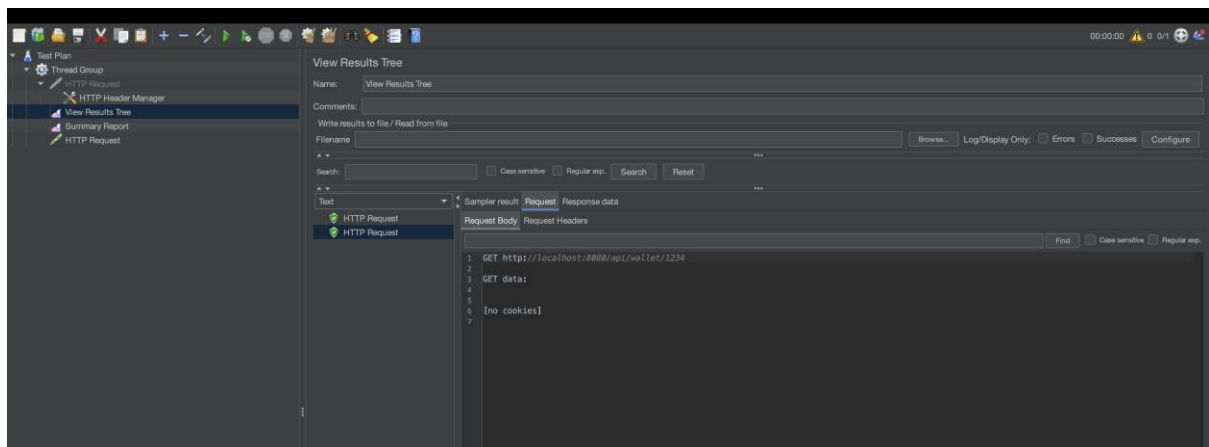 00:00:00 0 0/1
Test Plan
Thread Group
HTTP Request
HTTP Header Manager
View Results Tree
Summary Report
HTTP Request
View Results Tree
Name: View Results Tree
Comments:
Write results to file / Read from file
Filename Browse... Log/Display Only: Errors Successes Configure
Search: Case sensitive Regular exp. Search Reset
Text
HTTP Request
HTTP Request
Sampler result Request Response data
Request Body Request Headers
Find Case sensitive Regular exp.
1 GET http://localhost:8080/api/wallet/1234
2
3 GET data:
4
5
6 [no cookies]
7